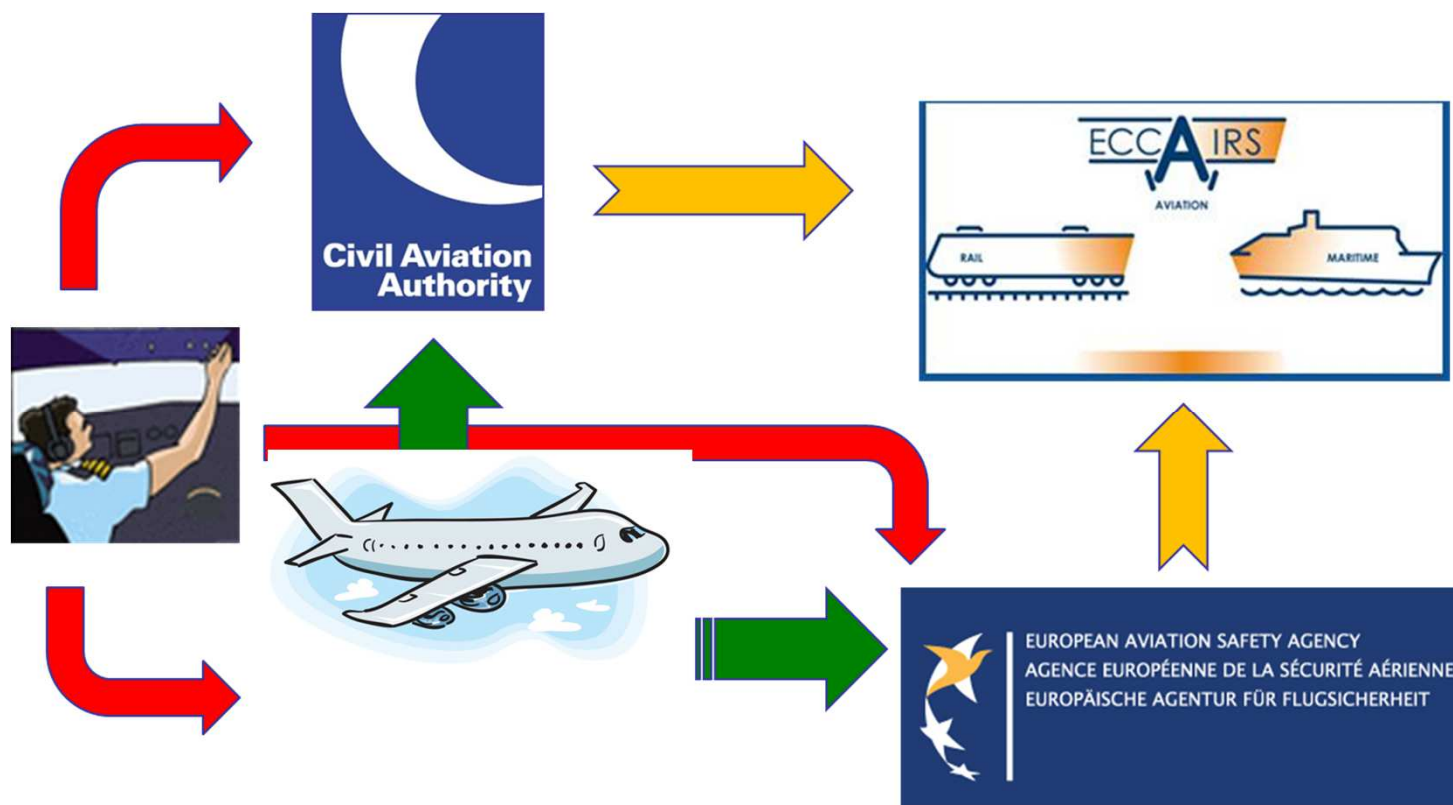 Civil Aviation
Authority
ECCAIRS
AVIATION
RAIL
MARITIME
EUROPEAN AVIATION SAFETY AGENCY
AGENCE EUROPÉENNE DE LA SÉCURITÉ AÉRIENNE
EUROPÄISCHE AGENTUR FÜR FLUGSICHERHEIT